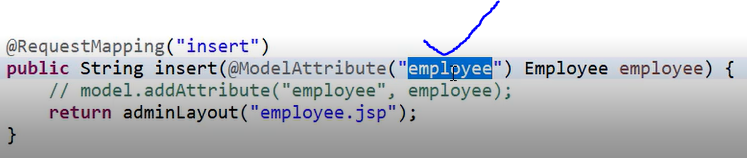 @RequestMapping("insert")
public String insert(@ModelAttribute("employee") Employee employee) {
// model.addAttribute("employee", employee);
return adminLayout("employee.jsp");
}